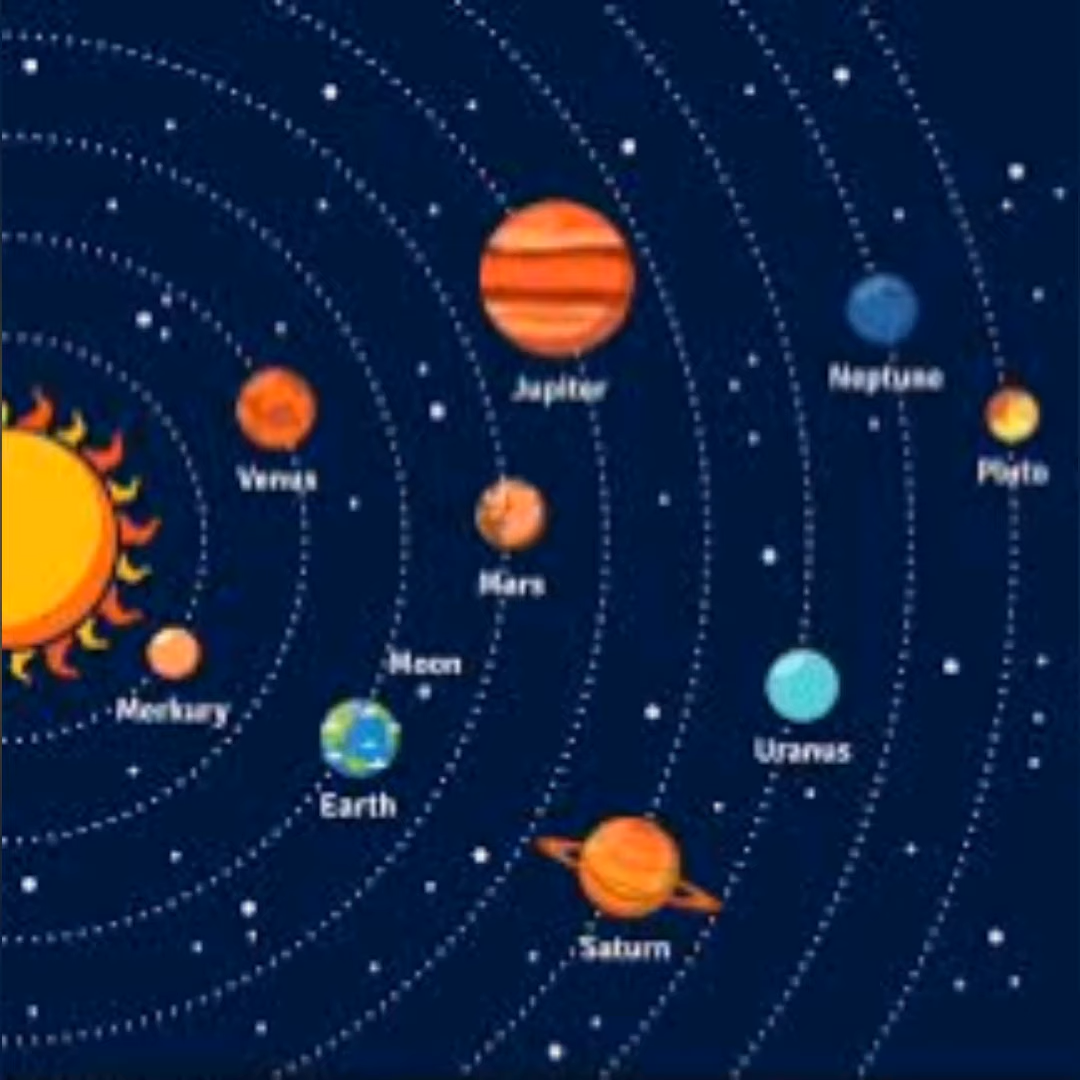 Jupiter
Neptune
Venus
Pluto
Mars
Moon
Merkury
Uranus
Earth
Saturn